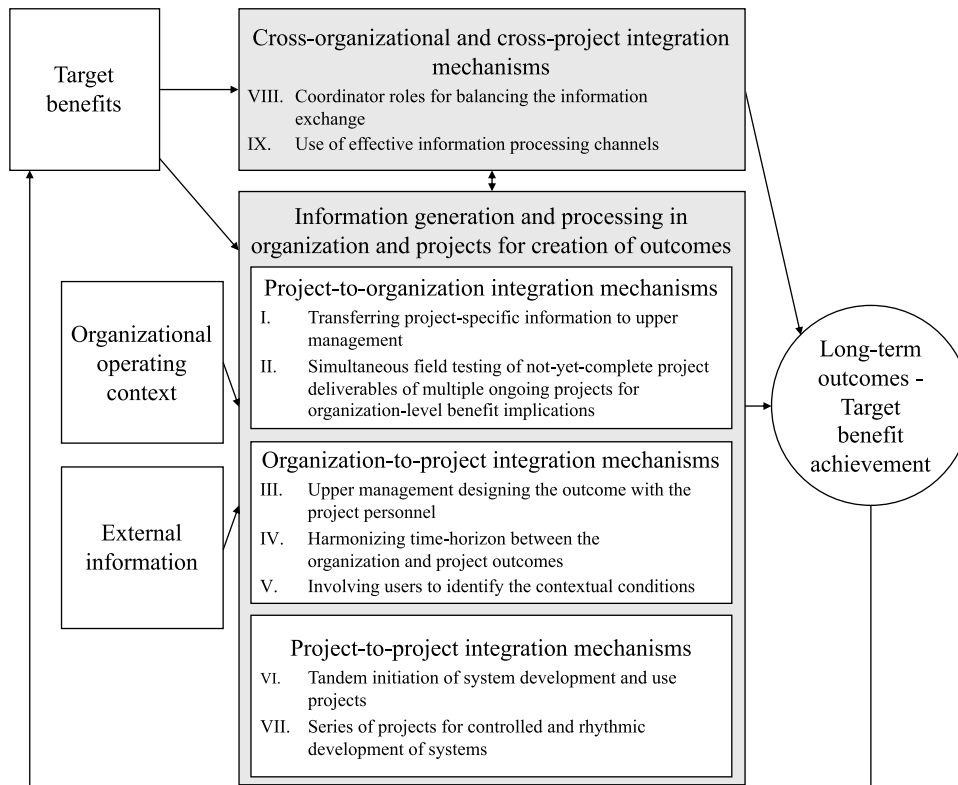 Target
benefits
Cross-organizational and cross-project integration
mechanisms
VIII. Coordinator roles for balancing the information
exchange
IX. Use of effective information processing channels
Information generation and processing in
organization and projects for creation of outcomes
Project-to-organization integration mechanisms
I. Transferring project-specific information to upper
management
II. Simultaneous field testing of not-yet-complete project
deliverables of multiple ongoing projects for
organization-level benefit implications
Organization-to-project integration mechanisms
III. Upper management designing the outcome with the
project personnel
IV. Harmonizing time-horizon between the
organization and project outcomes
V. Involving users to identify the contextual conditions
Project-to-project integration mechanisms
VI. Tandem initiation of system development and use
projects
VII. Series of projects for controlled and rhythmic
development of systems
Organizational
operating
context
External
information
Long-term
outcomes -
Target
benefit
achievement